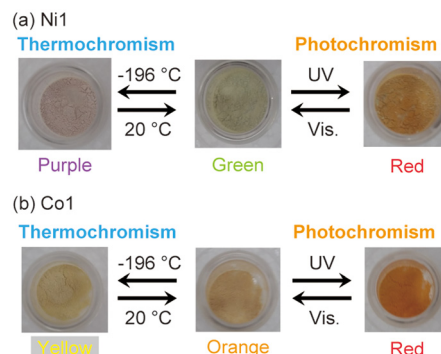 (a) Ni1
Thermochromism
Photochromism
-196 °C
UV
20 °C
Vis.
Purple
Green
Red
(b) Co1
Thermochromism
Photochromism
-196 °C
UV
20 °C
Vis.
Yellow
Orange
Red